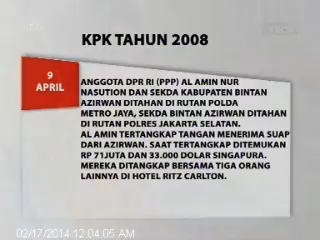 KPK TAHUN 2008
9
APRIL
ANGGOTA DPR RI (PPP) AL AMIN NUR
NASUTION DAN SEKDA KABUPATEN BINTAN
AZIRWAN DITAHAN DI RUTAN POLDA
METRO JAYA, SEKDA BINTAN AZIRWAN DITAHAN
DI RUTAN POLRES JAKARTA SELATAN.
AL AMIN TERTANGKAP TANGAN MENERIMA SUAP
DARI AZIRWAN. SAAT TERTANGKAP DITEMUKAN
RP 71JUTA DAN 33.000 DOLAR SINGAPURA.
MEREKA DITANGKAP BERSAMA TIGA ORANG
LAINNYA DI HOTEL RITZ CARLTON.
02/17/2014 12:04:05 AM